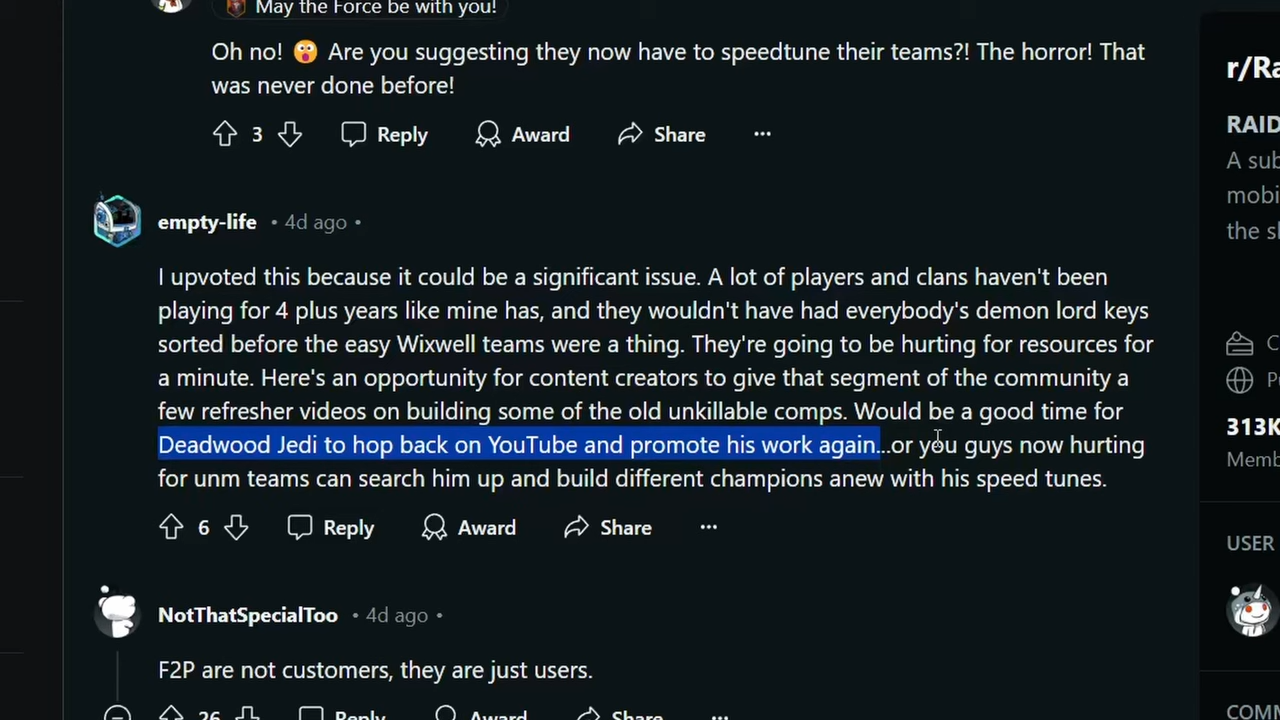 May the Force be with you!
Oh no! 😲 Are you suggesting they now have to speedtune their teams?! The horror! That
was never done before!
3 Reply Award Share ...
empty-life • 4d ago •
I upvoted this because it could be a significant issue. A lot of players and clans haven't been
playing for 4 plus years like mine has, and they wouldn't have had everybody's demon lord keys
sorted before the easy Wixwell teams were a thing. They're going to be hurting for resources for
a minute. Here's an opportunity for content creators to give that segment of the community a
few refresher videos on building some of the old unkillable comps. Would be a good time for
Deadwood Jedi to hop back on YouTube and promote his work again...or you guys now hurting
for unm teams can search him up and build different champions anew with his speed tunes.
6 Reply Award Share ...
NotThatSpecialToo • 4d ago •
F2P are not customers, they are just users.
26 Reply Award Share ...
r/Ra
RAID
A sub
mobi
the s
C
P
313K
Memb
USER
COMM